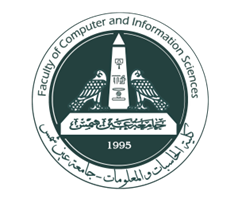 Faculty of Computer and Information Sciences
جامعة عين شمس
1995
كلية الحاسبات والمعلومات - جامعة عين شمس